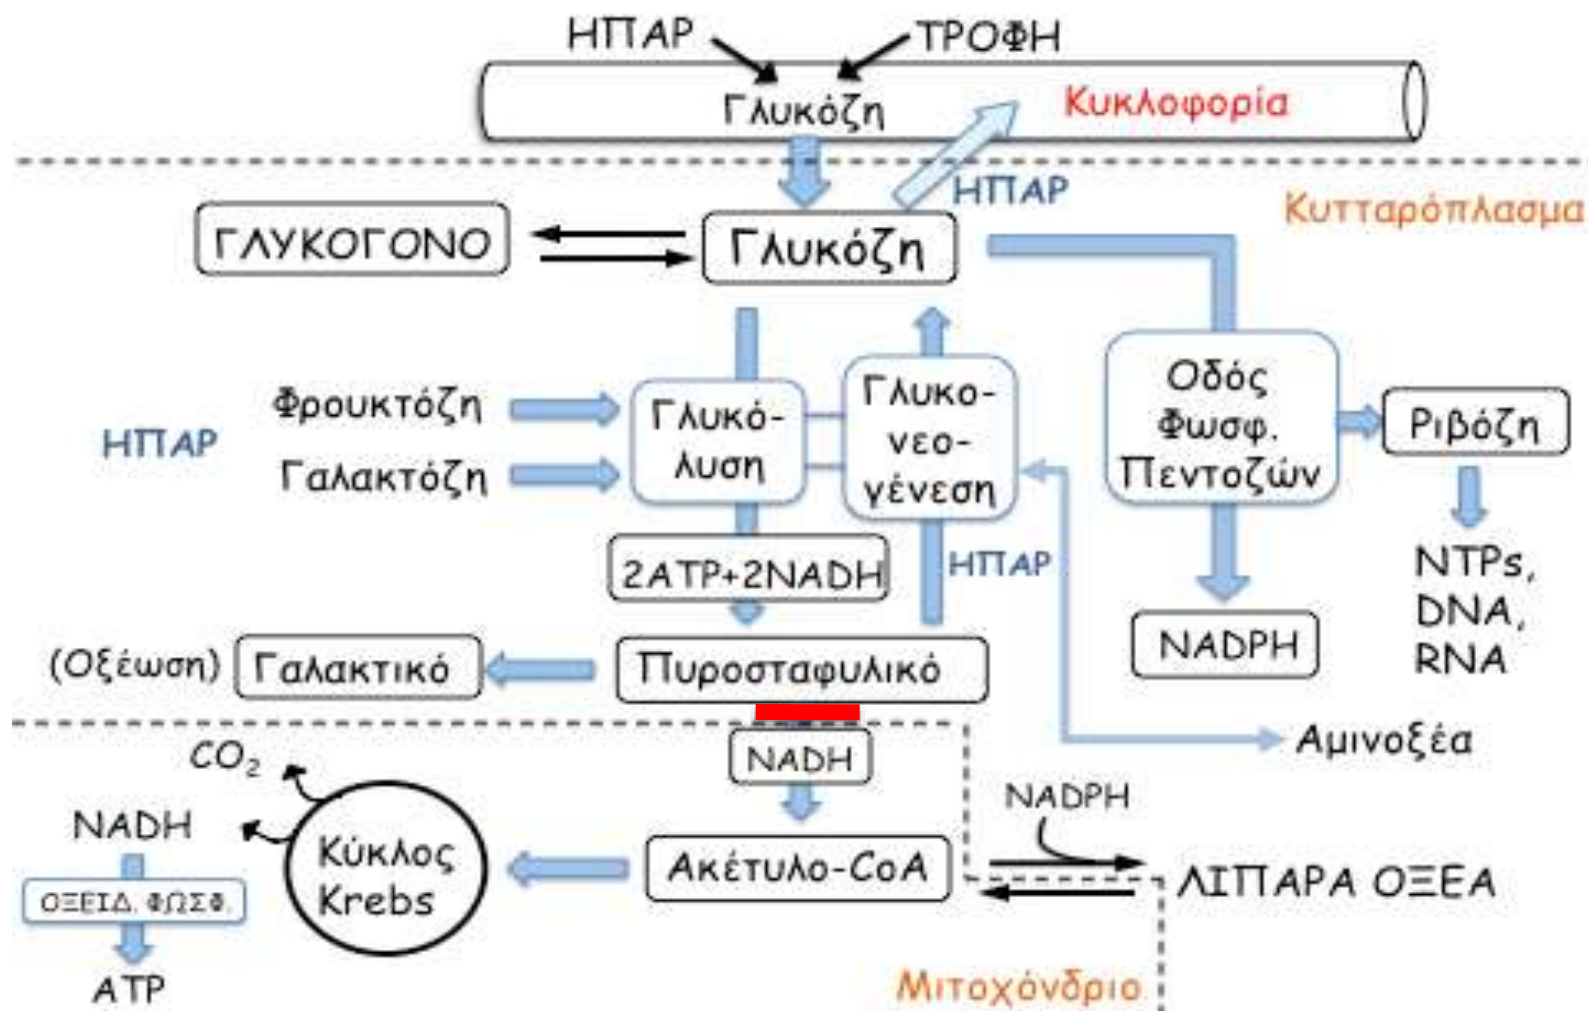 ΗΠΑΡ
ΤΡΟΦΗ
Γλυκόζη
Κυκλοφορία
ΗΠΑΡ
Κυτταρόπλασμα
ΓΛΥΚΟΓΟΝΟ
Γλυκόζη
Φρουκτόζη
ΗΠΑΡ
Γαλακτόζη
Γλυκό-
λυση
Γλυκο-
νεο-
γένεση
Οδός
Φωσφ.
Πεντοζών
Ριβόζη
2ATP+2NADH
ΗΠΑΡ
NTPs,
DNA,
RNA
NADPH
(Οξέωση)
Γαλακτικό
Πυροσταφυλικό
Αμινοξέα
CO₂
NADH
NADH
NADPH
Κύκλος
Krebs
Ακέτυλο-CoA
ΛΙΠΑΡΑ ΟΞΕΑ
ΟΞΕΙΔ. ΦΩΣΦ.
ATP
Μιτοχόνδριο